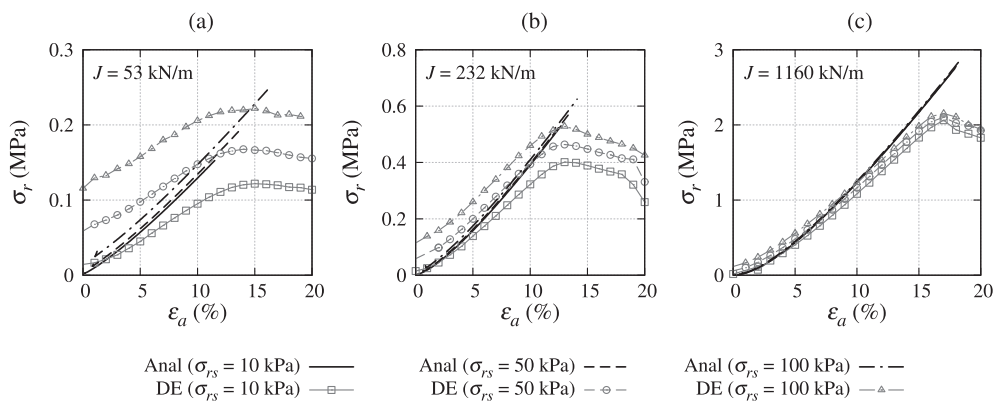 (a) (b) (c)
0.3 0.8 3
J = 53 kN/m J = 232 kN/m J = 1160 kN/m
0.6
0.2 2
σr (MPa) σr (MPa) σr (MPa)
0.4
0.1 1
0.2
0 0 0
0 5 10 15 20 0 5 10 15 20 0 5 10 15 20
εa (%) εa (%) εa (%)
Anal (σrs = 10 kPa) Anal (σrs = 50 kPa) Anal (σrs = 100 kPa)
DE (σrs = 10 kPa) DE (σrs = 50 kPa) DE (σrs = 100 kPa)